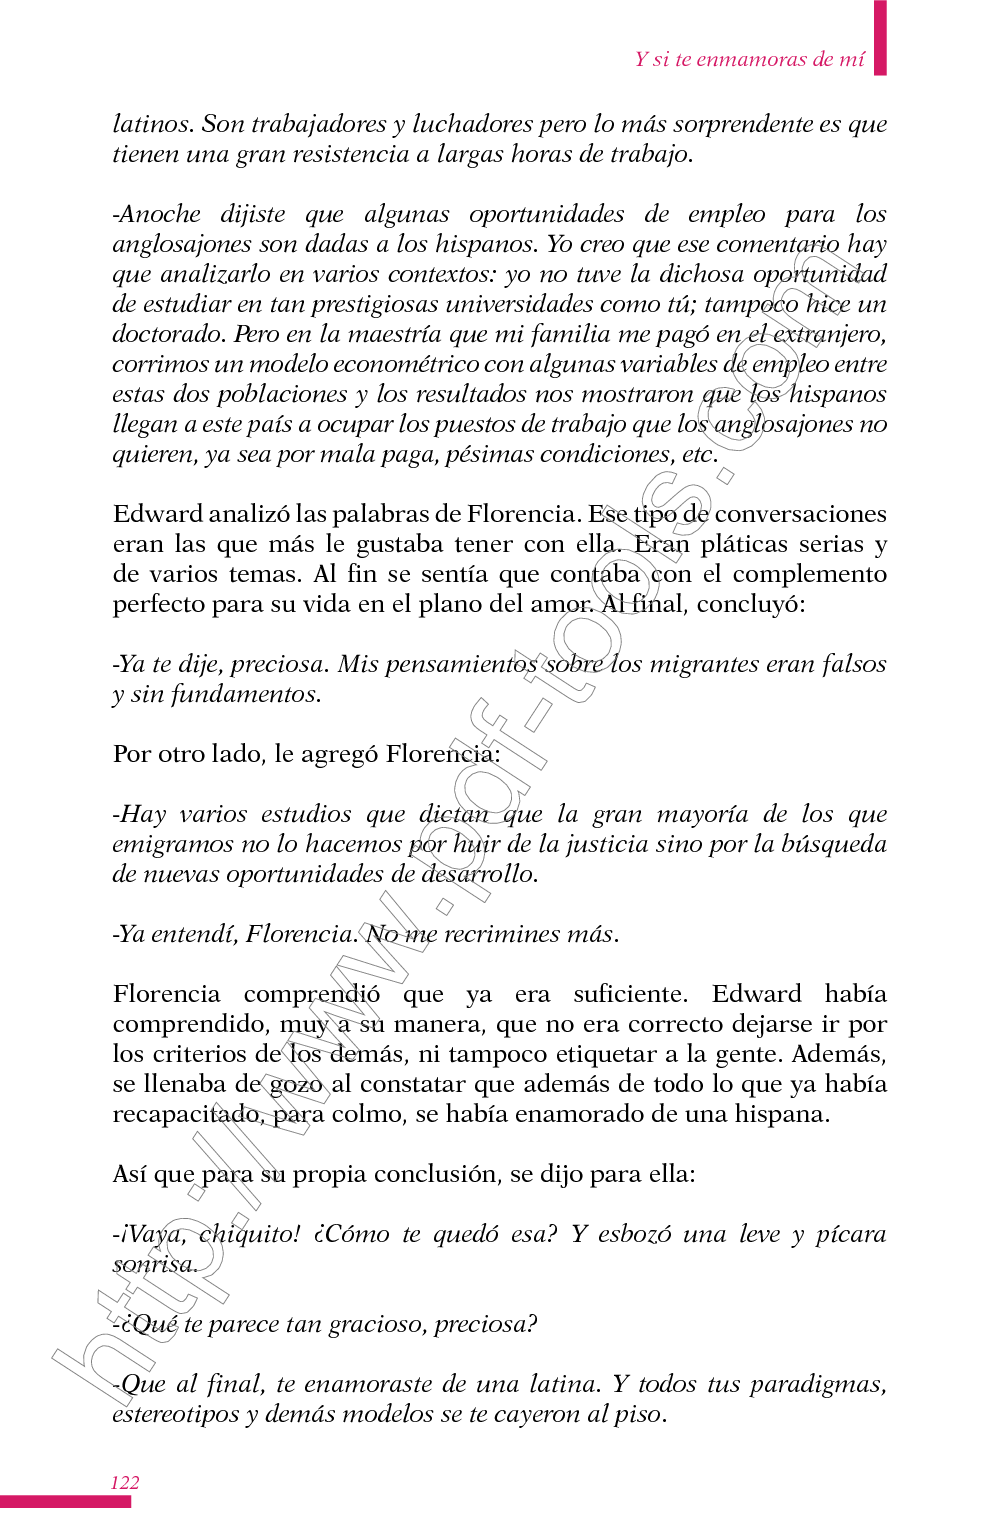 Y si te enmamoras de mí
latinos. Son trabajadores y luchadores pero lo más sorprendente es que
tienen una gran resistencia a largas horas de trabajo.
-Anoche dijiste que algunas oportunidades de empleo para los
anglosajones son dadas a los hispanos. Yo creo que ese comentario hay
que analizarlo en varios contextos: yo no tuve la dichosa oportunidad
de estudiar en tan prestigiosas universidades como tú; tampoco hice un
doctorado. Pero en la maestría que mi familia me pagó en el extranjero,
corrimos un modelo econométrico con algunas variables de empleo entre
estas dos poblaciones y los resultados nos mostraron que los hispanos
llegan a este país a ocupar los puestos de trabajo que los anglosajones no
quieren, ya sea por mala paga, pésimas condiciones, etc.
Edward analizó las palabras de Florencia. Ese tipo de conversaciones
eran las que más le gustaba tener con ella. Eran pláticas serias y
de varios temas. Al fin se sentía que contaba con el complemento
perfecto para su vida en el plano del amor. Al final, concluyó:
-Ya te dije, preciosa. Mis pensamientos sobre los migrantes eran falsos
y sin fundamentos.
Por otro lado, le agregó Florencia:
-Hay varios estudios que dictan que la gran mayoría de los que
emigramos no lo hacemos por huir de la justicia sino por la búsqueda
de nuevas oportunidades de desarrollo.
-Ya entendí, Florencia. No me recrimines más.
Florencia comprendió que ya era suficiente. Edward había
comprendido, muy a su manera, que no era correcto dejarse ir por
los criterios de los demás, ni tampoco etiquetar a la gente. Además,
se llenaba de gozo al constatar que además de todo lo que ya había
recapacitado, para colmo, se había enamorado de una hispana.
Así que para su propia conclusión, se dijo para ella:
-¡Vaya, chiquito! ¿Cómo te quedó esa? Y esbozó una leve y pícara
sonrisa.
-¿Qué te parece tan gracioso, preciosa?
-Que al final, te enamoraste de una latina. Y todos tus paradigmas,
estereotipos y demás modelos se te cayeron al piso.
122
http://www.pdf-tools.com